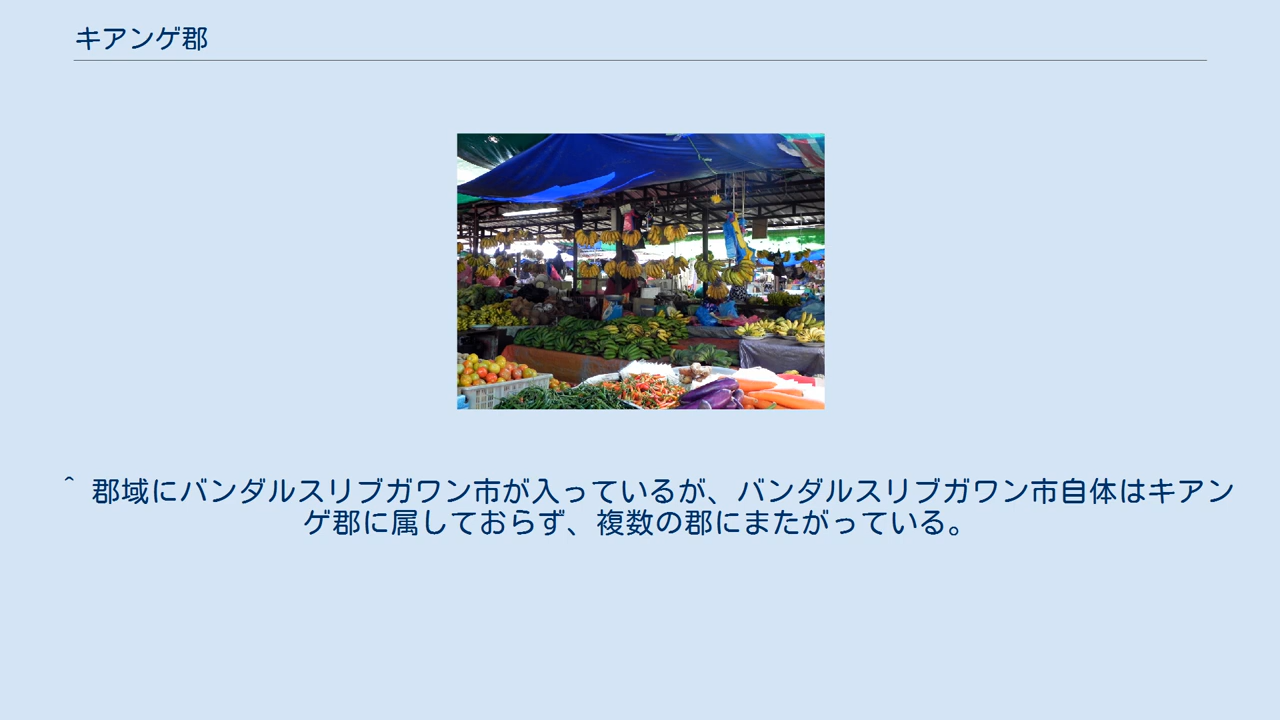 キアンゲ郡
^ 郡域にバンダルスリブガワン市が入っているが、バンダルスリブガワン市自体はキアン
ゲ郡に属しておらず、複数の郡にまたがっている。